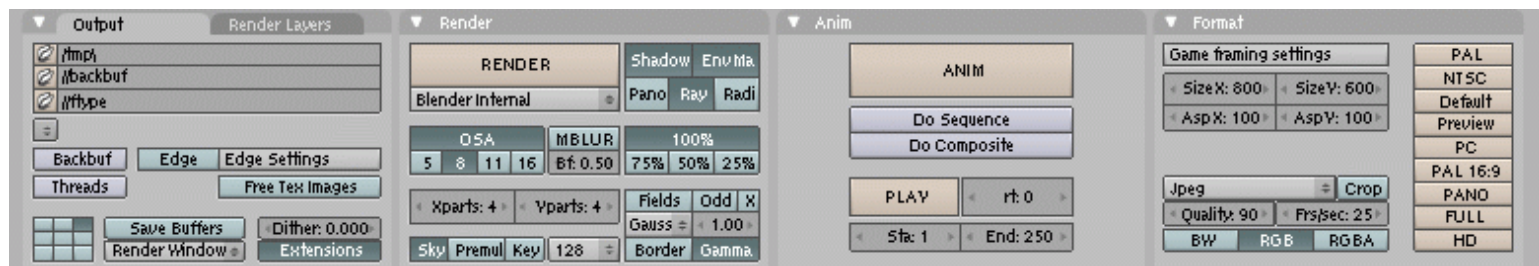 Output Render Layers
/tmp\
//backbuf
//ftype
Backbuf Edge Edge Settings
Threads Free Tex Images
Save Buffers Dither: 0.000
Render Window Extensions
Render
RENDER
Blender Internal
Shadow EnvMa
Pano Ray Radi
OSA MBLUR 100%
5 8 11 16 Bf: 0.50 75% 50% 25%
Xparts: 4 Yparts: 4
Fields Odd X
Gauss 1.00
Sky Premul Key 128 Border Gamma
Anim
ANIM
Do Sequence
Do Composite
PLAY rt: 0
Sta: 1 End: 250
Format
Game framing settings
SizeX: 800 SizeY: 600
AspX: 100 AspY: 100
Jpeg Crop
Quality: 90 Frs/sec: 25
BW RGB RGBA
PAL
NTSC
Default
Preview
PC
PAL 16:9
PANO
FULL
HD